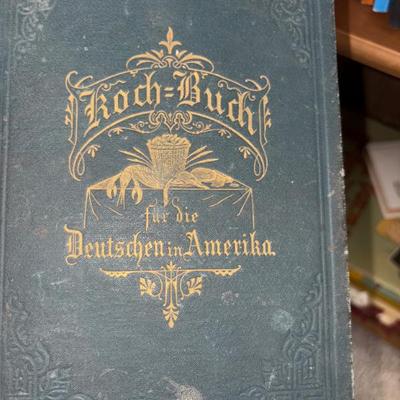 Koch=Buch
für die
Deutschen in Amerika.